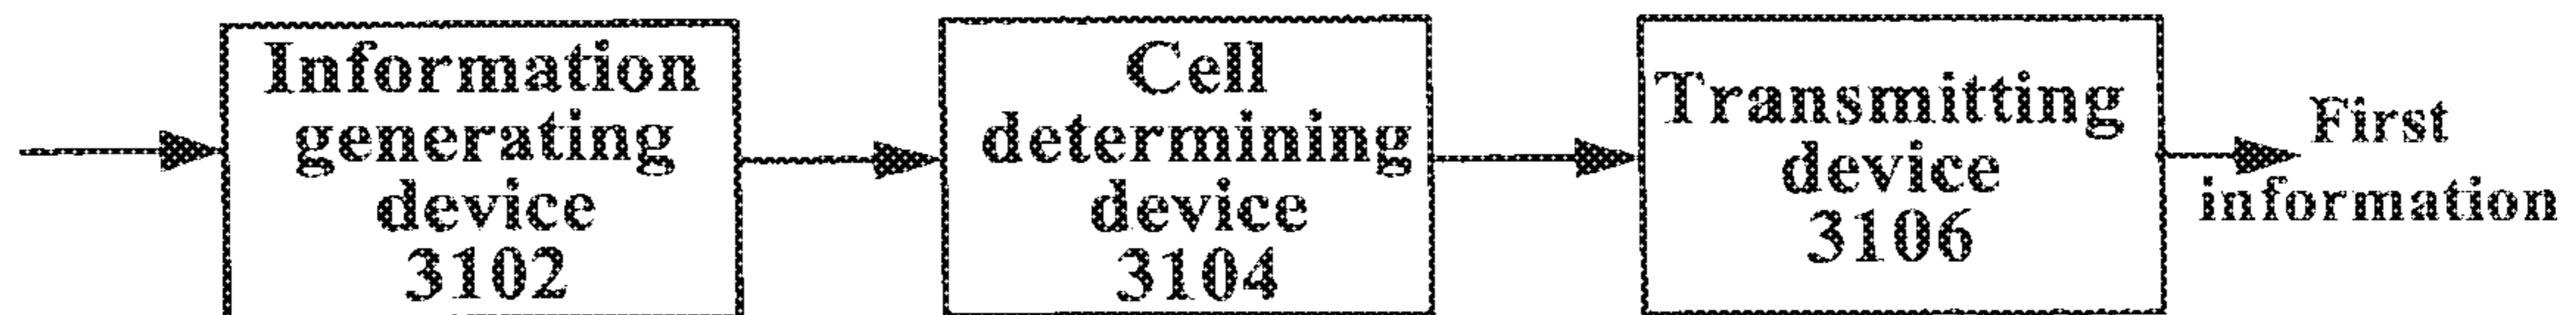 Information
generating
device
3102
Cell
determining
device
3104
Transmitting
device
3106
First
information